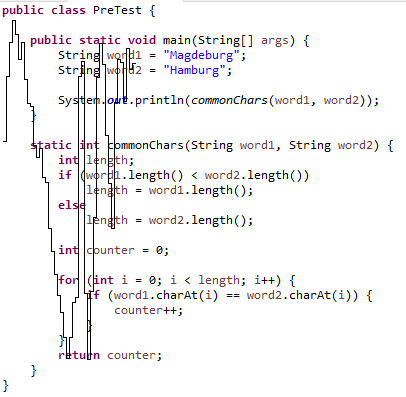 public class PreTest {
public static void main(String[] args) {
String word1 = "Magdeburg";
String word2 = "Hamburg";
System.out.println(commonChars(word1, word2));
}
static int commonChars(String word1, String word2) {
int length;
if (word1.length() < word2.length())
length = word1.length();
else
length = word2.length();
int counter = 0;
for (int i = 0; i < length; i++) {
if (word1.charAt(i) == word2.charAt(i)) {
counter++;
}
}
return counter;
}
}